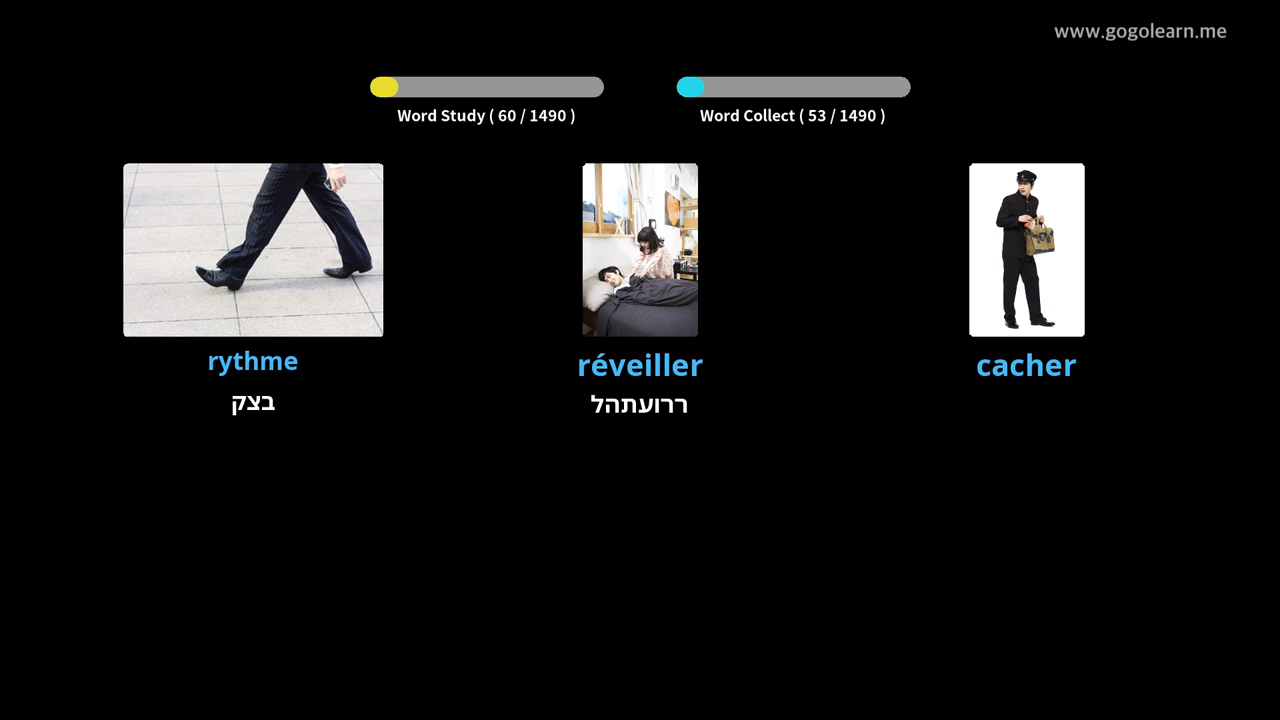 www.gogolearn.me
Word Study ( 60 / 1490 )
Word Collect ( 53 / 1490 )
rythme
בצק
réveiller
ררועתהל
cacher